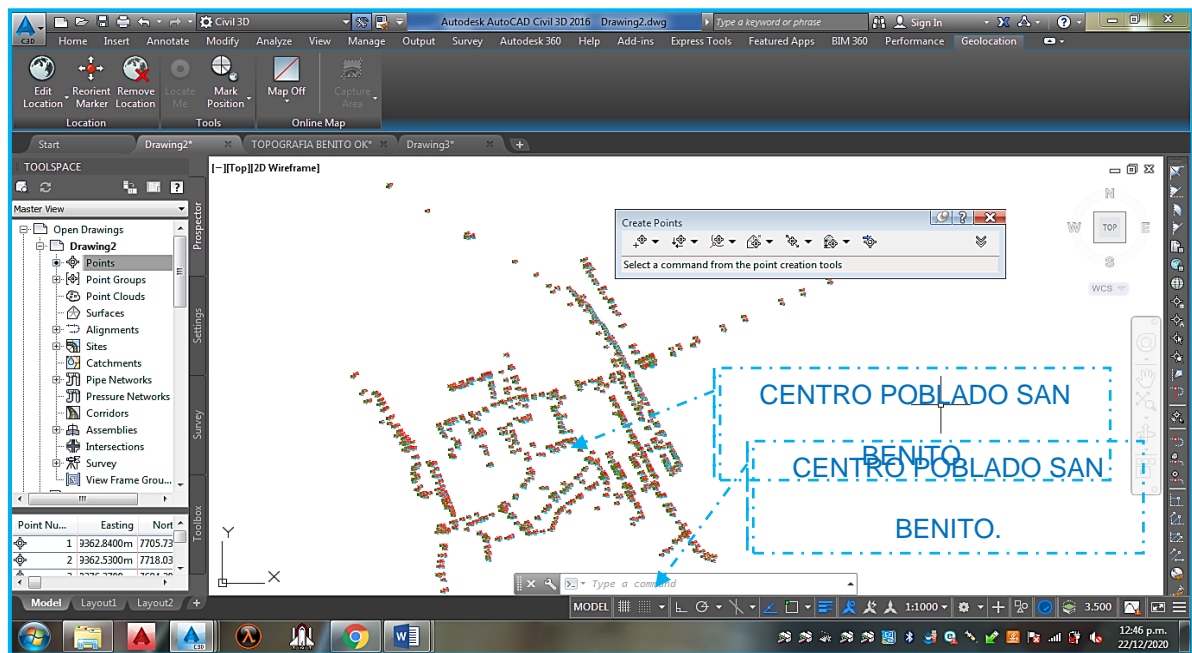 Civil 3D
Autodesk AutoCAD Civil 3D 2016 Drawing2.dwg
Type a keyword or phrase
Sign In
C3D
Home Insert Annotate Modify Analyze View Manage Output Survey Autodesk 360 Help Add-ins Express Tools Featured Apps BIM 360 Performance Geolocation
Edit Location
Reorient Marker
Remove Location
Locate Me
Mark Position
Map Off
Capture Area
Location
Tools
Online Map
Start
Drawing2*
TOPOGRAFIA BENITO OK*
Drawing3*
TOOLSPACE
Master View
Open Drawings
Drawing2
Points
Point Groups
Point Clouds
Surfaces
Alignments
Sites
Catchments
Pipe Networks
Pressure Networks
Corridors
Assemblies
Intersections
Survey
View Frame Grou...
Prospector
Settings
Survey
Toolbox
Point Nu... Easting Nort
1 9362.8400m 7705.73
2 9362.5300m 7718.03
[−][Top][2D Wireframe]
Create Points
Select a command from the point creation tools
N
W TOP E
S
WCS
CENTRO POBLADO SAN
BENITO
CENTRO POBLADO SAN
BENITO.
Y
X
Type a command
Model Layout1 Layout2
MODEL
1:1000
3.500
C3D
12:46 p.m.
22/12/2020